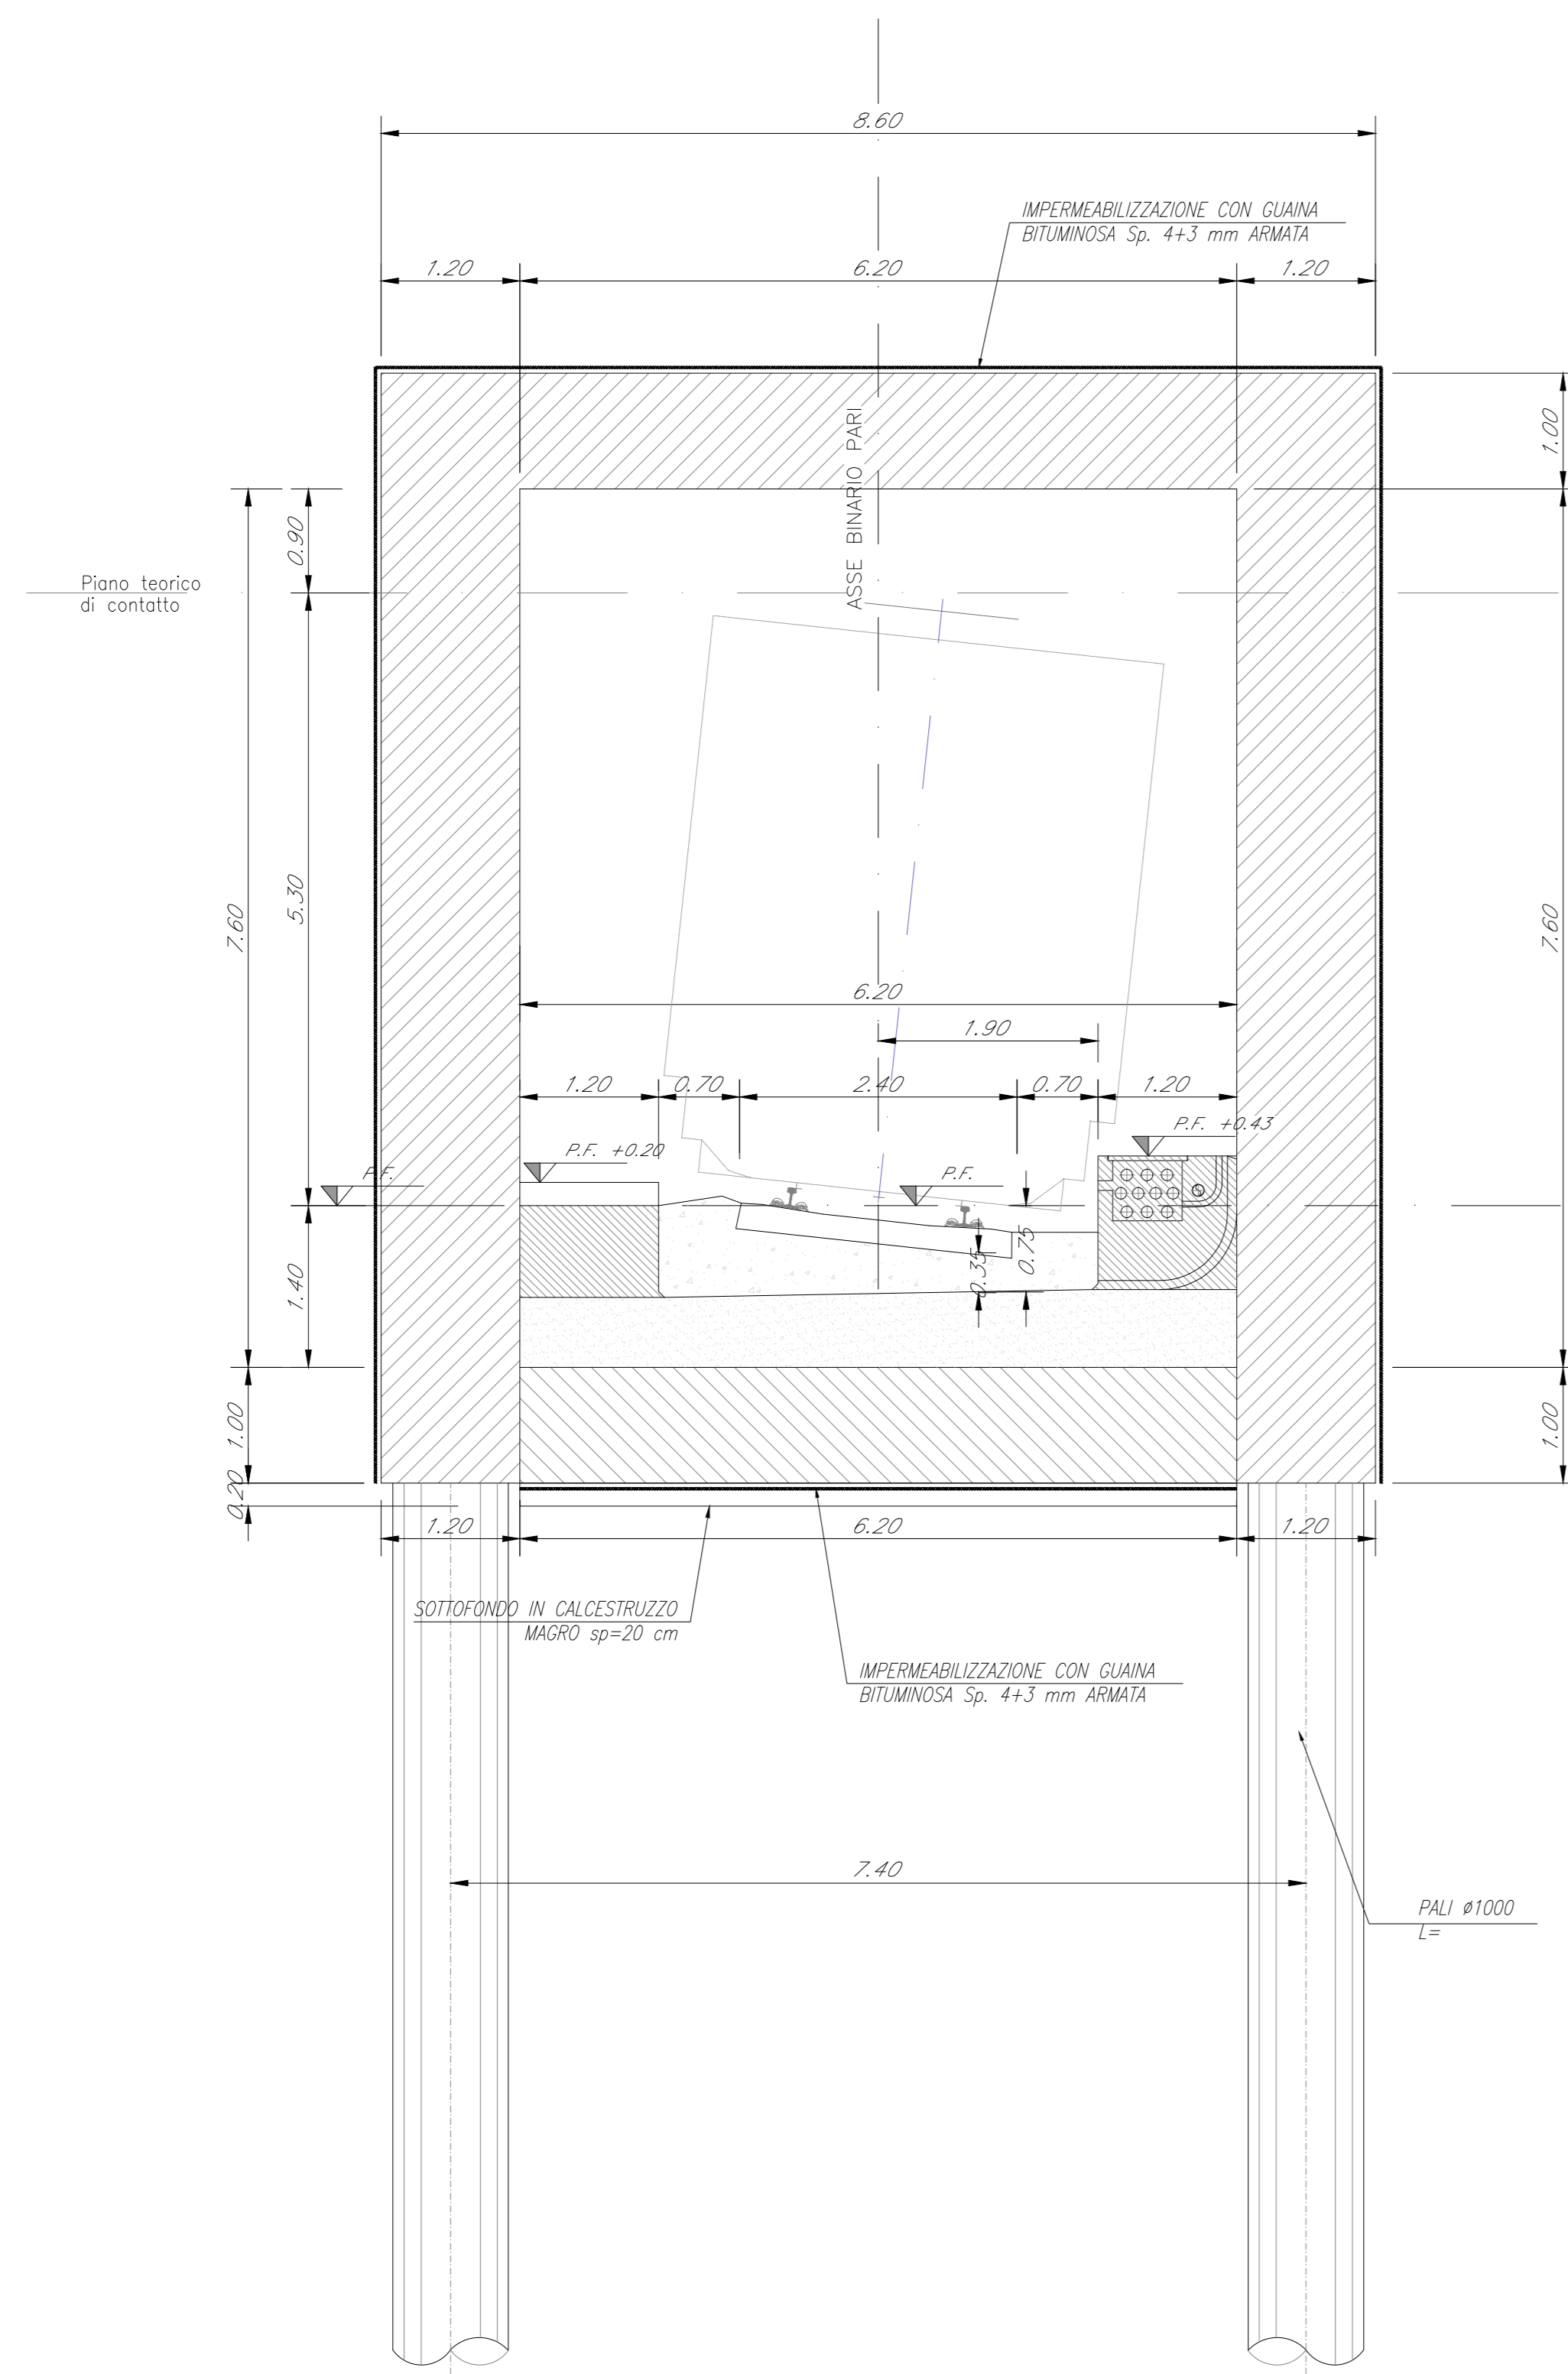 8.60
IMPERMEABILIZZAZIONE CON GUAINA
BITUMINOSA Sp. 4+3 mm ARMATA
1.20
6.20
1.20
1.00
ASSE BINARIO PARI
0.90
Piano teorico
di contatto
5.30
7.60
7.60
6.20
1.90
1.20
0.70
2.40
0.70
1.20
P.F. +0.43
P.F. +0.20
P.F.
P.F.
0.35
0.75
1.40
1.00
1.00
0.20
1.20
6.20
1.20
SOTTOFONDO IN CALCESTRUZZO
MAGRO sp=20 cm
IMPERMEABILIZZAZIONE CON GUAINA
BITUMINOSA Sp. 4+3 mm ARMATA
7.40
PALI ø1000
L=